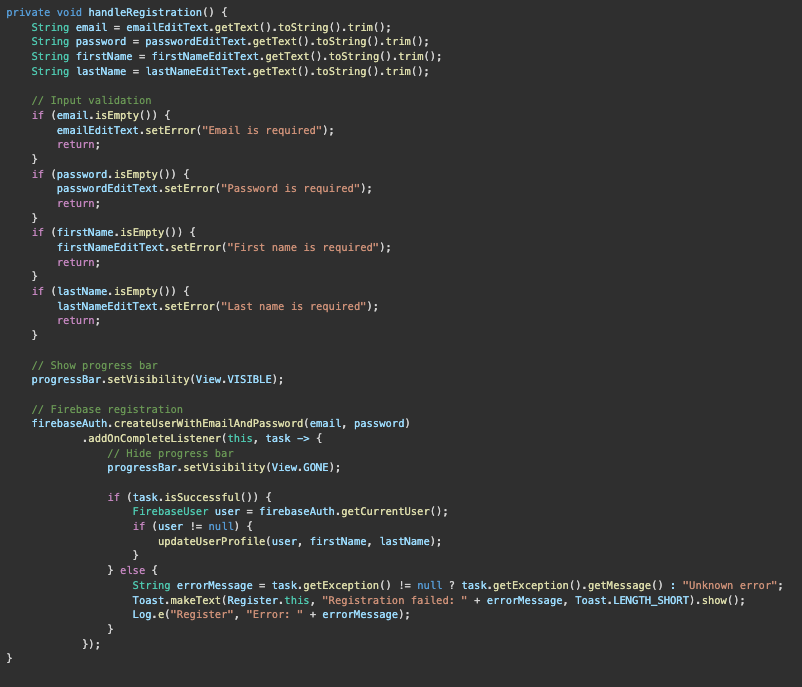 private void handleRegistration() {
    String email = emailEditText.getText().toString().trim();
    String password = passwordEditText.getText().toString().trim();
    String firstName = firstNameEditText.getText().toString().trim();
    String lastName = lastNameEditText.getText().toString().trim();

    // Input validation
    if (email.isEmpty()) {
        emailEditText.setError("Email is required");
        return;
    }
    if (password.isEmpty()) {
        passwordEditText.setError("Password is required");
        return;
    }
    if (firstName.isEmpty()) {
        firstNameEditText.setError("First name is required");
        return;
    }
    if (lastName.isEmpty()) {
        lastNameEditText.setError("Last name is required");
        return;
    }

    // Show progress bar
    progressBar.setVisibility(View.VISIBLE);

    // Firebase registration
    firebaseAuth.createUserWithEmailAndPassword(email, password)
            .addOnCompleteListener(this, task -> {
                // Hide progress bar
                progressBar.setVisibility(View.GONE);

                if (task.isSuccessful()) {
                    FirebaseUser user = firebaseAuth.getCurrentUser();
                    if (user != null) {
                        updateUserProfile(user, firstName, lastName);
                    }
                } else {
                    String errorMessage = task.getException() != null ? task.getException().getMessage() : "Unknown error";
                    Toast.makeText(Register.this, "Registration failed: " + errorMessage, Toast.LENGTH_SHORT).show();
                    Log.e("Register", "Error: " + errorMessage);
                }
            });
}